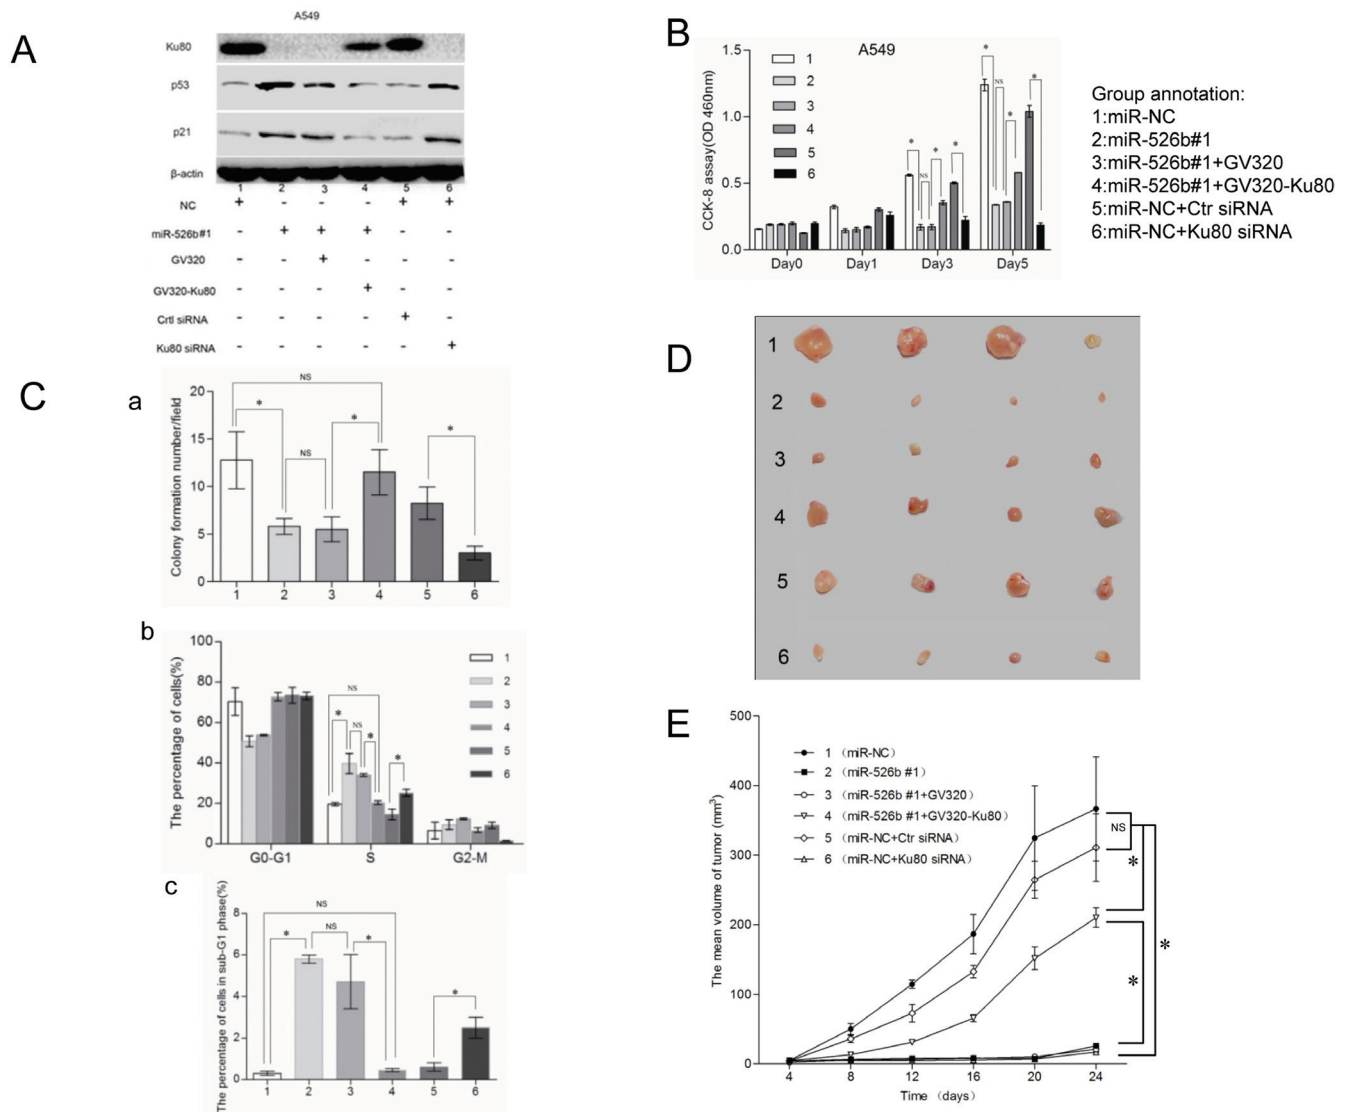 A
A549
Ku80
p53
p21
β-actin
1 2 3 4 5 6
NC + - - - + +
miR-526b#1 - + + + - -
GV320 - - + - - -
GV320-Ku80 - - - + - -
Crtl siRNA - - - - + -
Ku80 siRNA - - - - - +
B
A549
CCK-8 assay(OD 460nm)
1.5
1.0
0.5
0.0
1
2
3
4
5
6
* NS * *
* NS * *
Day0 Day1 Day3 Day5
Group annotation:
1:miR-NC
2:miR-526b#1
3:miR-526b#1+GV320
4:miR-526b#1+GV320-Ku80
5:miR-NC+Ctr siRNA
6:miR-NC+Ku80 siRNA
C
a
Colony formation number/field
20
15
10
5
0
NS
* NS * *
1 2 3 4 5 6
b
The percentage of cells(%)
100
80
60
40
20
0
1
2
3
4
5
6
NS
* NS * *
G0-G1 S G2-M
c
The percentage of cells in sub-G1 phase(%)
8
6
4
2
0
NS
* NS * *
1 2 3 4 5 6
D
1
2
3
4
5
6
E
The mean volume of tumor (mm³)
500
400
300
200
100
0
1 （miR-NC）
2 （miR-526b #1）
3 （miR-526b #1+GV320）
4 （miR-526b #1+GV320-Ku80）
5 （miR-NC+Ctr siRNA）
6 （miR-NC+Ku80 siRNA）
NS
*
*
*
4 8 12 16 20 24
Time （days）